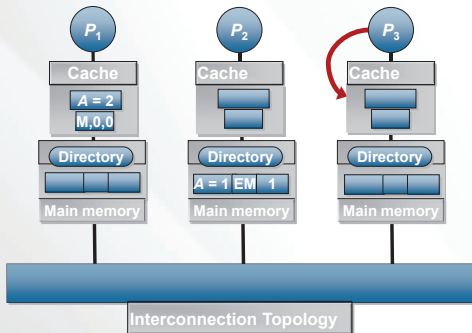 P1 P2 P3
Cache Cache Cache
A = 2
M,0,0
Directory Directory Directory
A = 1 EM 1
Main memory Main memory Main memory
Interconnection Topology